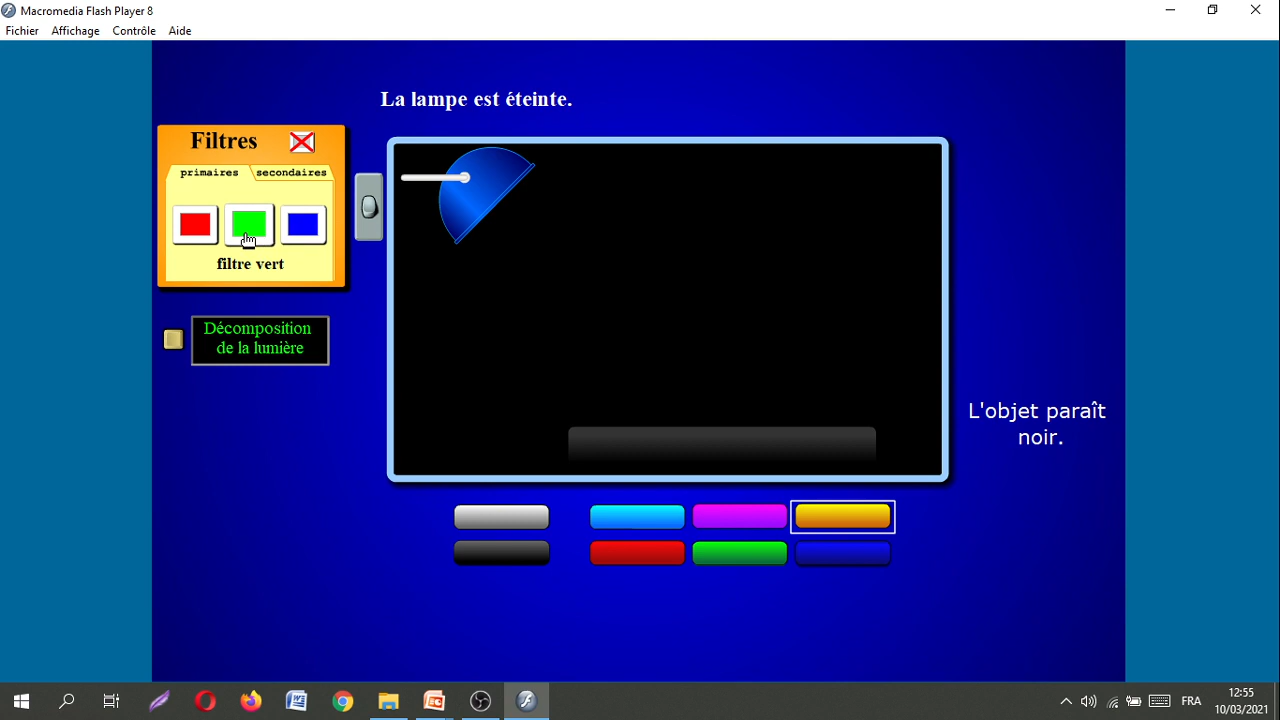 Macromedia Flash Player 8
Fichier Affichage Contrôle Aide
La lampe est éteinte.
Filtres
primaires secondaires
filtre vert
Décomposition
de la lumière
L'objet paraît
noir.
FRA
12:55
10/03/2021